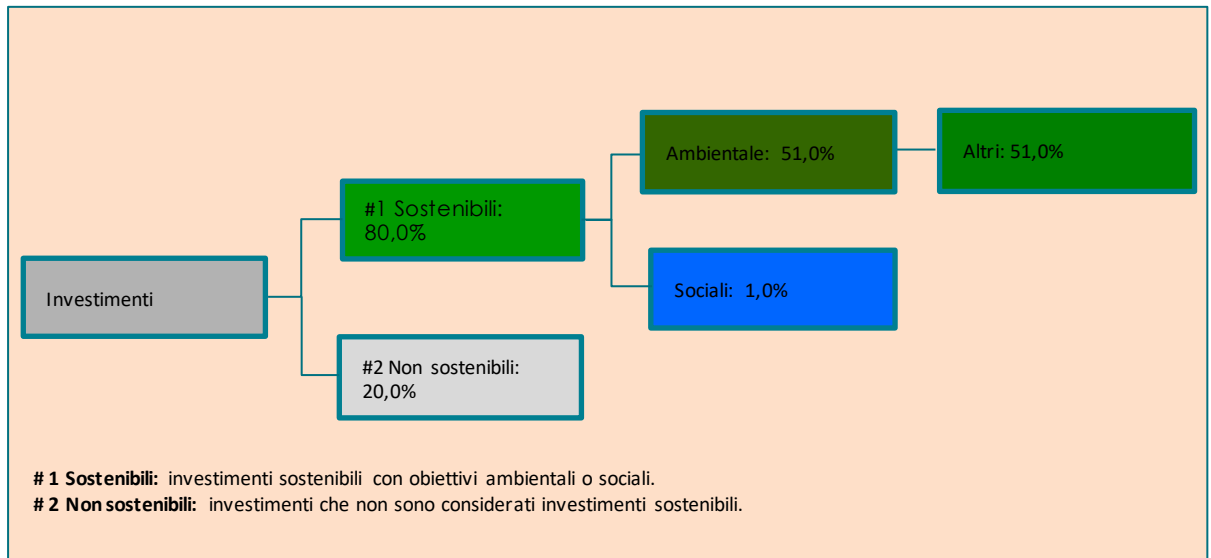 Investimenti
#1 Sostenibili:
80,0%
#2 Non sostenibili:
20,0%
Ambientale: 51,0%
Altri: 51,0%
Sociali: 1,0%
# 1 Sostenibili: investimenti sostenibili con obiettivi ambientali o sociali.
# 2 Non sostenibili: investimenti che non sono considerati investimenti sostenibili.